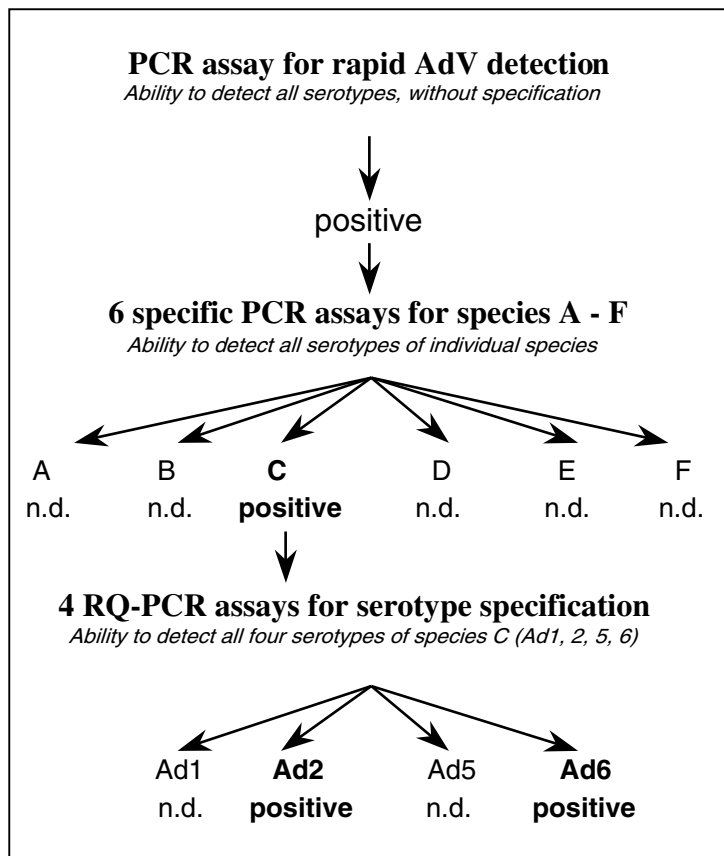 PCR assay for rapid AdV detection
Ability to detect all serotypes, without specification
positive
6 specific PCR assays for species A - F
Ability to detect all serotypes of individual species
A B C D E F
n.d. n.d. positive n.d. n.d. n.d.
4 RQ-PCR assays for serotype specification
Ability to detect all four serotypes of species C (Ad1, 2, 5, 6)
Ad1 Ad2 Ad5 Ad6
n.d. positive n.d. positive